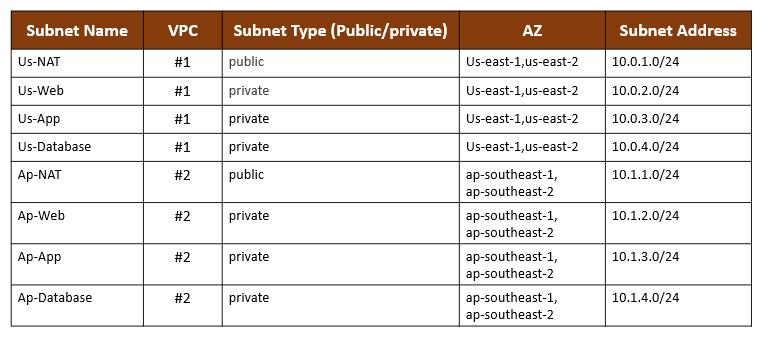 Subnet Name VPC Subnet Type (Public/private) AZ Subnet Address
Us-NAT #1 public Us-east-1,us-east-2 10.0.1.0/24
Us-Web #1 private Us-east-1,us-east-2 10.0.2.0/24
Us-App #1 private Us-east-1,us-east-2 10.0.3.0/24
Us-Database #1 private Us-east-1,us-east-2 10.0.4.0/24
Ap-NAT #2 public ap-southeast-1, 10.1.1.0/24
ap-southeast-2
Ap-Web #2 private ap-southeast-1, 10.1.2.0/24
ap-southeast-2
Ap-App #2 private ap-southeast-1, 10.1.3.0/24
ap-southeast-2
Ap-Database #2 private ap-southeast-1, 10.1.4.0/24
ap-southeast-2